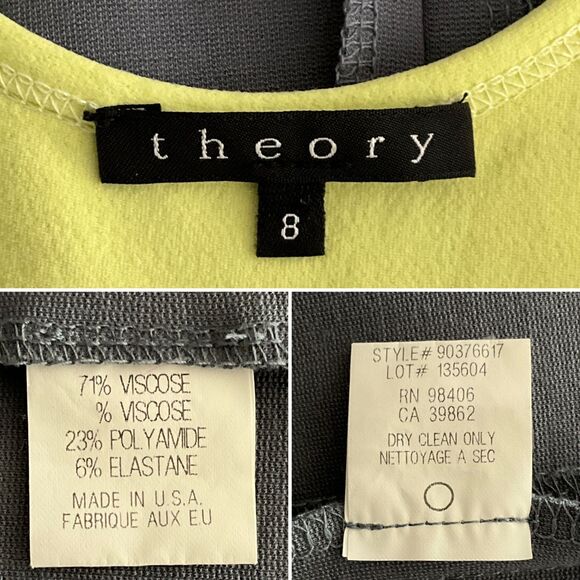 theory
8
71% VISCOSE
% VISCOSE
23% POLYAMIDE
6% ELASTANE
MADE IN U.S.A.
FABRIQUE AUX E.U
STYLE# 90376617
LOT# 135604
RN 98406
CA 39862
DRY CLEAN ONLY
NETTOYAGE A SEC